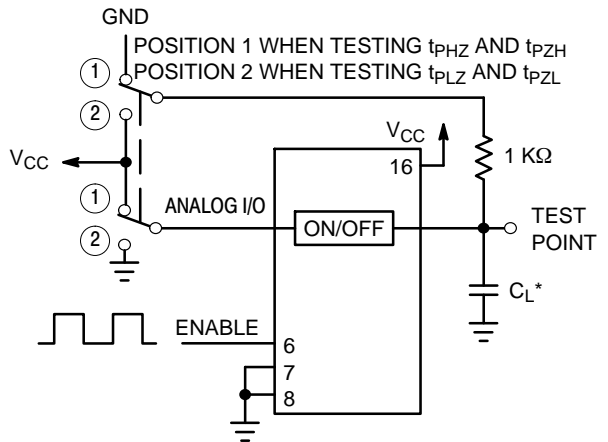 GND
POSITION 1 WHEN TESTING tPHZ AND tPZH
POSITION 2 WHEN TESTING tPLZ AND tPZL
1
2
VCC
1
2
ANALOG I/O
ON/OFF
VCC
16
1 KΩ
TEST
POINT
CL*
ENABLE
6
7
8